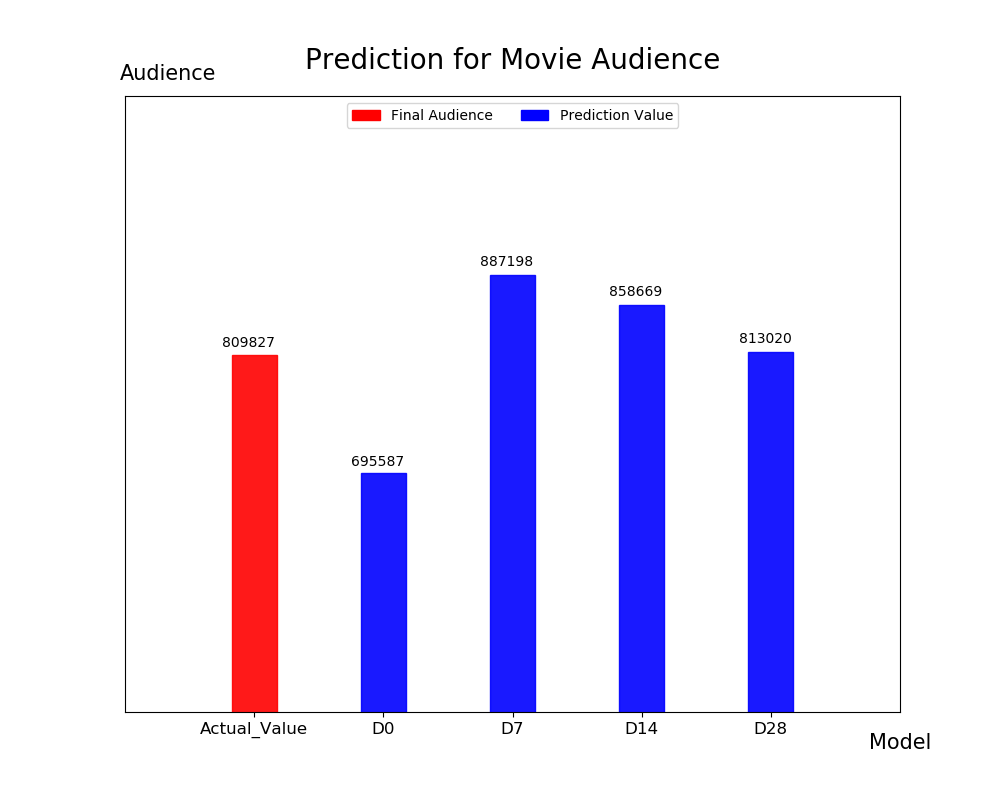 Prediction for Movie Audience
Audience
Final Audience
Prediction Value
887198
858669
813020
809827
695587
Actual_Value
D0
D7
D14
D28
Model